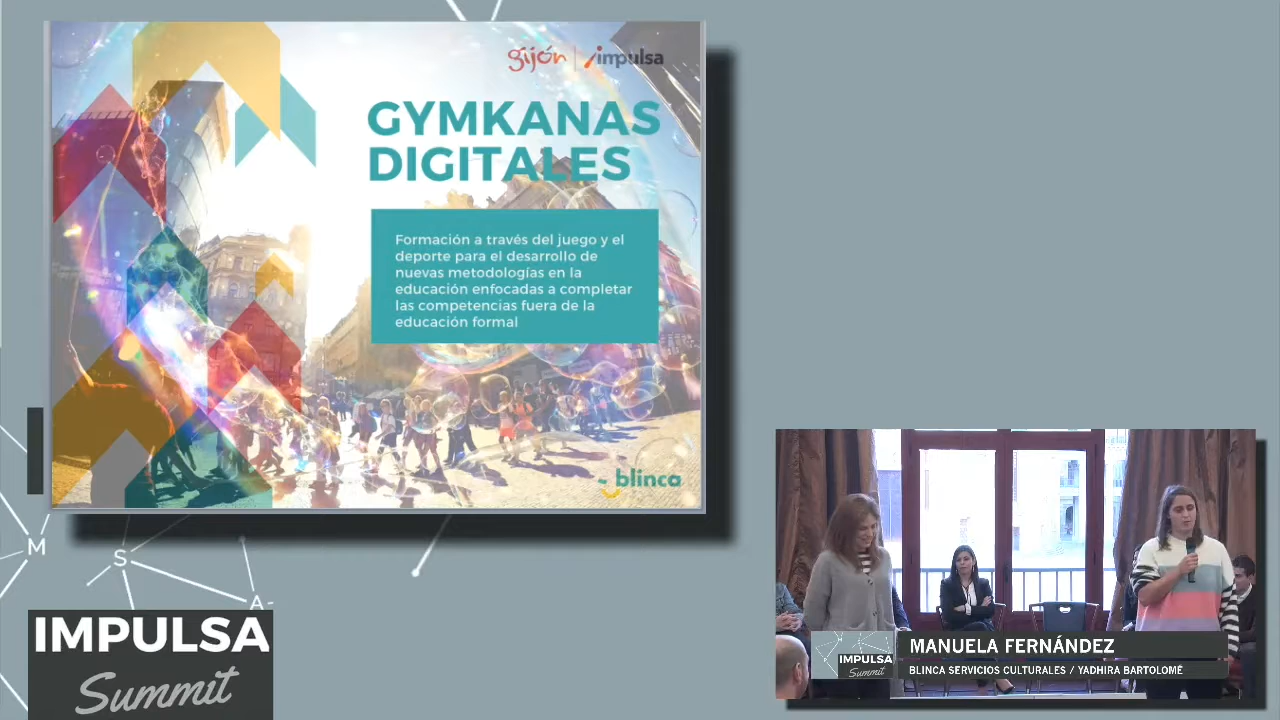 gijón | impulsa
GYMKANAS
DIGITALES
Formación a través del juego y el
deporte para el desarrollo de
nuevas metodologías en la
educación enfocadas a completar
las competencias fuera de la
educación formal
blinca
M
S
A
IMPULSA
Summit
IMPULSA
Summit
MANUELA FERNÁNDEZ
BLINCA SERVICIOS CULTURALES / YADHIRA BARTOLOMÉ